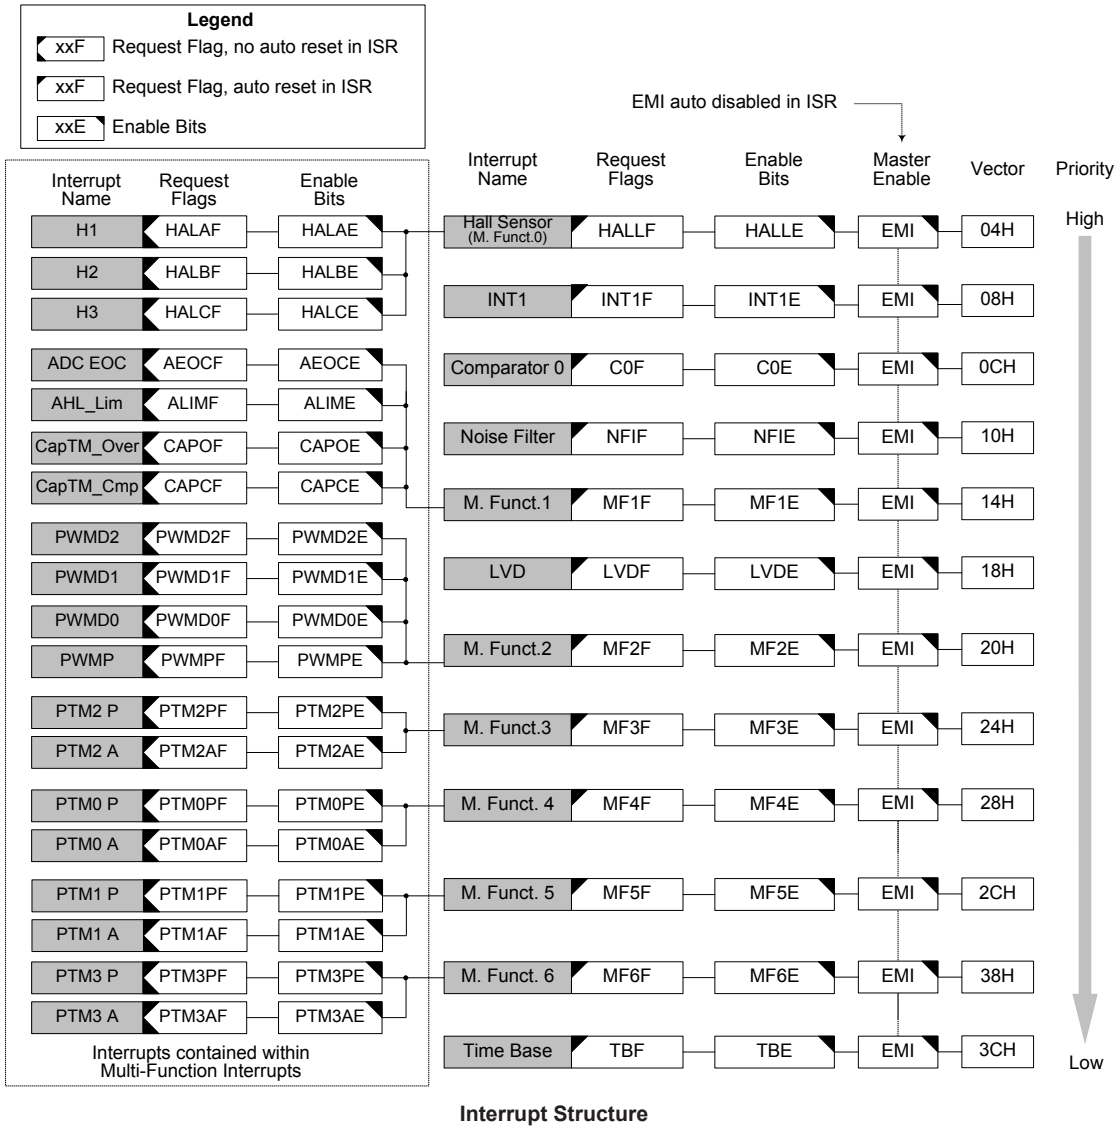 Legend
xxF Request Flag, no auto reset in ISR
xxF Request Flag, auto reset in ISR
xxE Enable Bits
EMI auto disabled in ISR
Interrupt Name Request Flags Enable Bits
H1 HALAF HALAE
H2 HALBF HALBE
H3 HALCF HALCE
ADC EOC AEOCF AEOCE
AHL_Lim ALIMF ALIME
CapTM_Over CAPOF CAPOE
CapTM_Cmp CAPCF CAPCE
PWMD2 PWMD2F PWMD2E
PWMD1 PWMD1F PWMD1E
PWMD0 PWMD0F PWMD0E
PWMP PWMPF PWMPE
PTM2 P PTM2PF PTM2PE
PTM2 A PTM2AF PTM2AE
PTM0 P PTM0PF PTM0PE
PTM0 A PTM0AF PTM0AE
PTM1 P PTM1PF PTM1PE
PTM1 A PTM1AF PTM1AE
PTM3 P PTM3PF PTM3PE
PTM3 A PTM3AF PTM3AE
Interrupts contained within
Multi-Function Interrupts
Interrupt Name Request Flags Enable Bits Master Enable Vector Priority
Hall Sensor (M. Funct.0) HALLF HALLE EMI 04H High
INT1 INT1F INT1E EMI 08H
Comparator 0 C0F C0E EMI 0CH
Noise Filter NFIF NFIE EMI 10H
M. Funct.1 MF1F MF1E EMI 14H
LVD LVDF LVDE EMI 18H
M. Funct.2 MF2F MF2E EMI 20H
M. Funct.3 MF3F MF3E EMI 24H
M. Funct. 4 MF4F MF4E EMI 28H
M. Funct. 5 MF5F MF5E EMI 2CH
M. Funct. 6 MF6F MF6E EMI 38H
Time Base TBF TBE EMI 3CH Low
Interrupt Structure